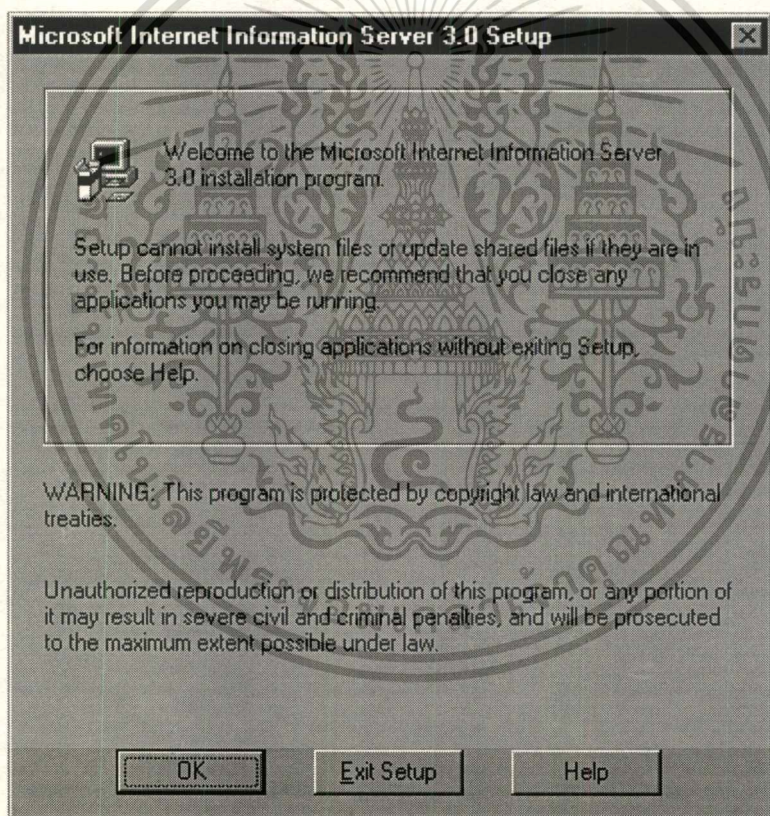 Microsoft Internet Information Server 3.0 Setup
Welcome to the Microsoft Internet Information Server
3.0 installation program.
Setup cannot install system files or update shared files if they are in
use. Before proceeding, we recommend that you close any
applications you may be running.
For information on closing applications without exiting Setup,
choose Help.
WARNING: This program is protected by copyright law and international
treaties.
Unauthorized reproduction or distribution of this program, or any portion of
it may result in severe civil and criminal penalties, and will be prosecuted
to the maximum extent possible under law.
OK
Exit Setup
Help